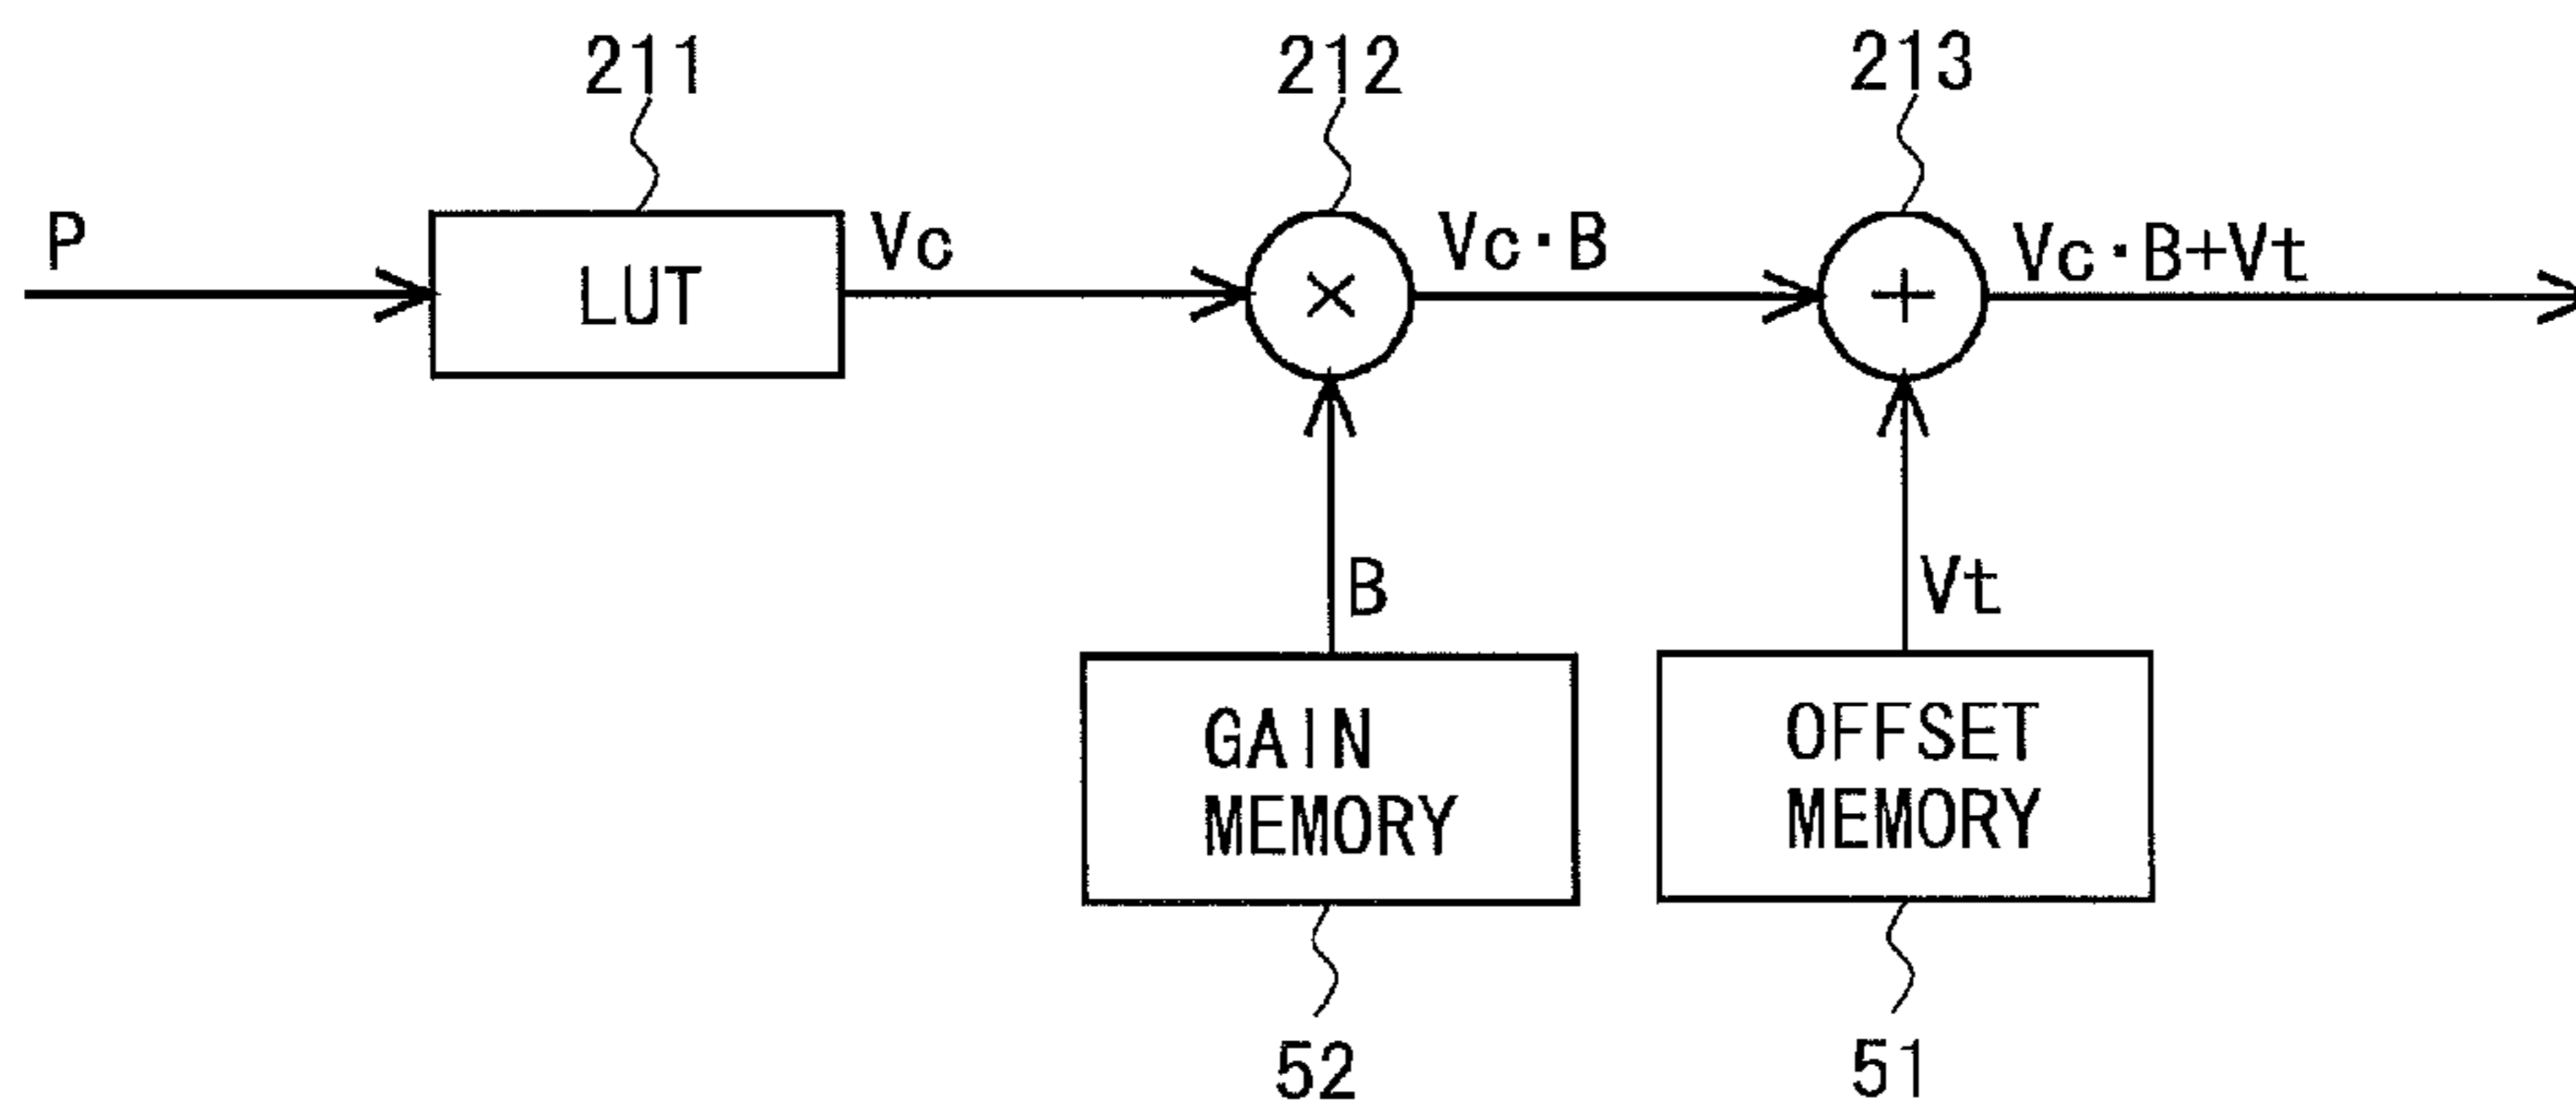 211
212
213
P
Vc
Vc·B
Vc·B+Vt
LUT
×
+
B
Vt
GAIN
MEMORY
OFFSET
MEMORY
52
51